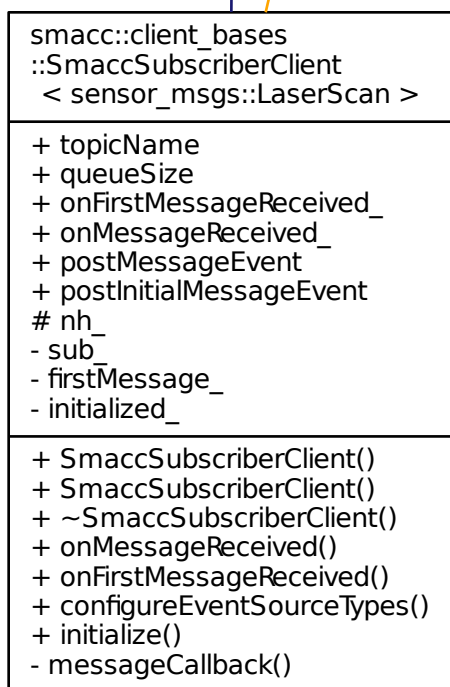 smacc::client_bases
::SmaccSubscriberClient
< sensor_msgs::LaserScan >
+ topicName
+ queueSize
+ onFirstMessageReceived_
+ onMessageReceived_
+ postMessageEvent
+ postInitialMessageEvent
# nh_
- sub_
- firstMessage_
- initialized_
+ SmaccSubscriberClient()
+ SmaccSubscriberClient()
+ ~SmaccSubscriberClient()
+ onMessageReceived()
+ onFirstMessageReceived()
+ configureEventSourceTypes()
+ initialize()
- messageCallback()